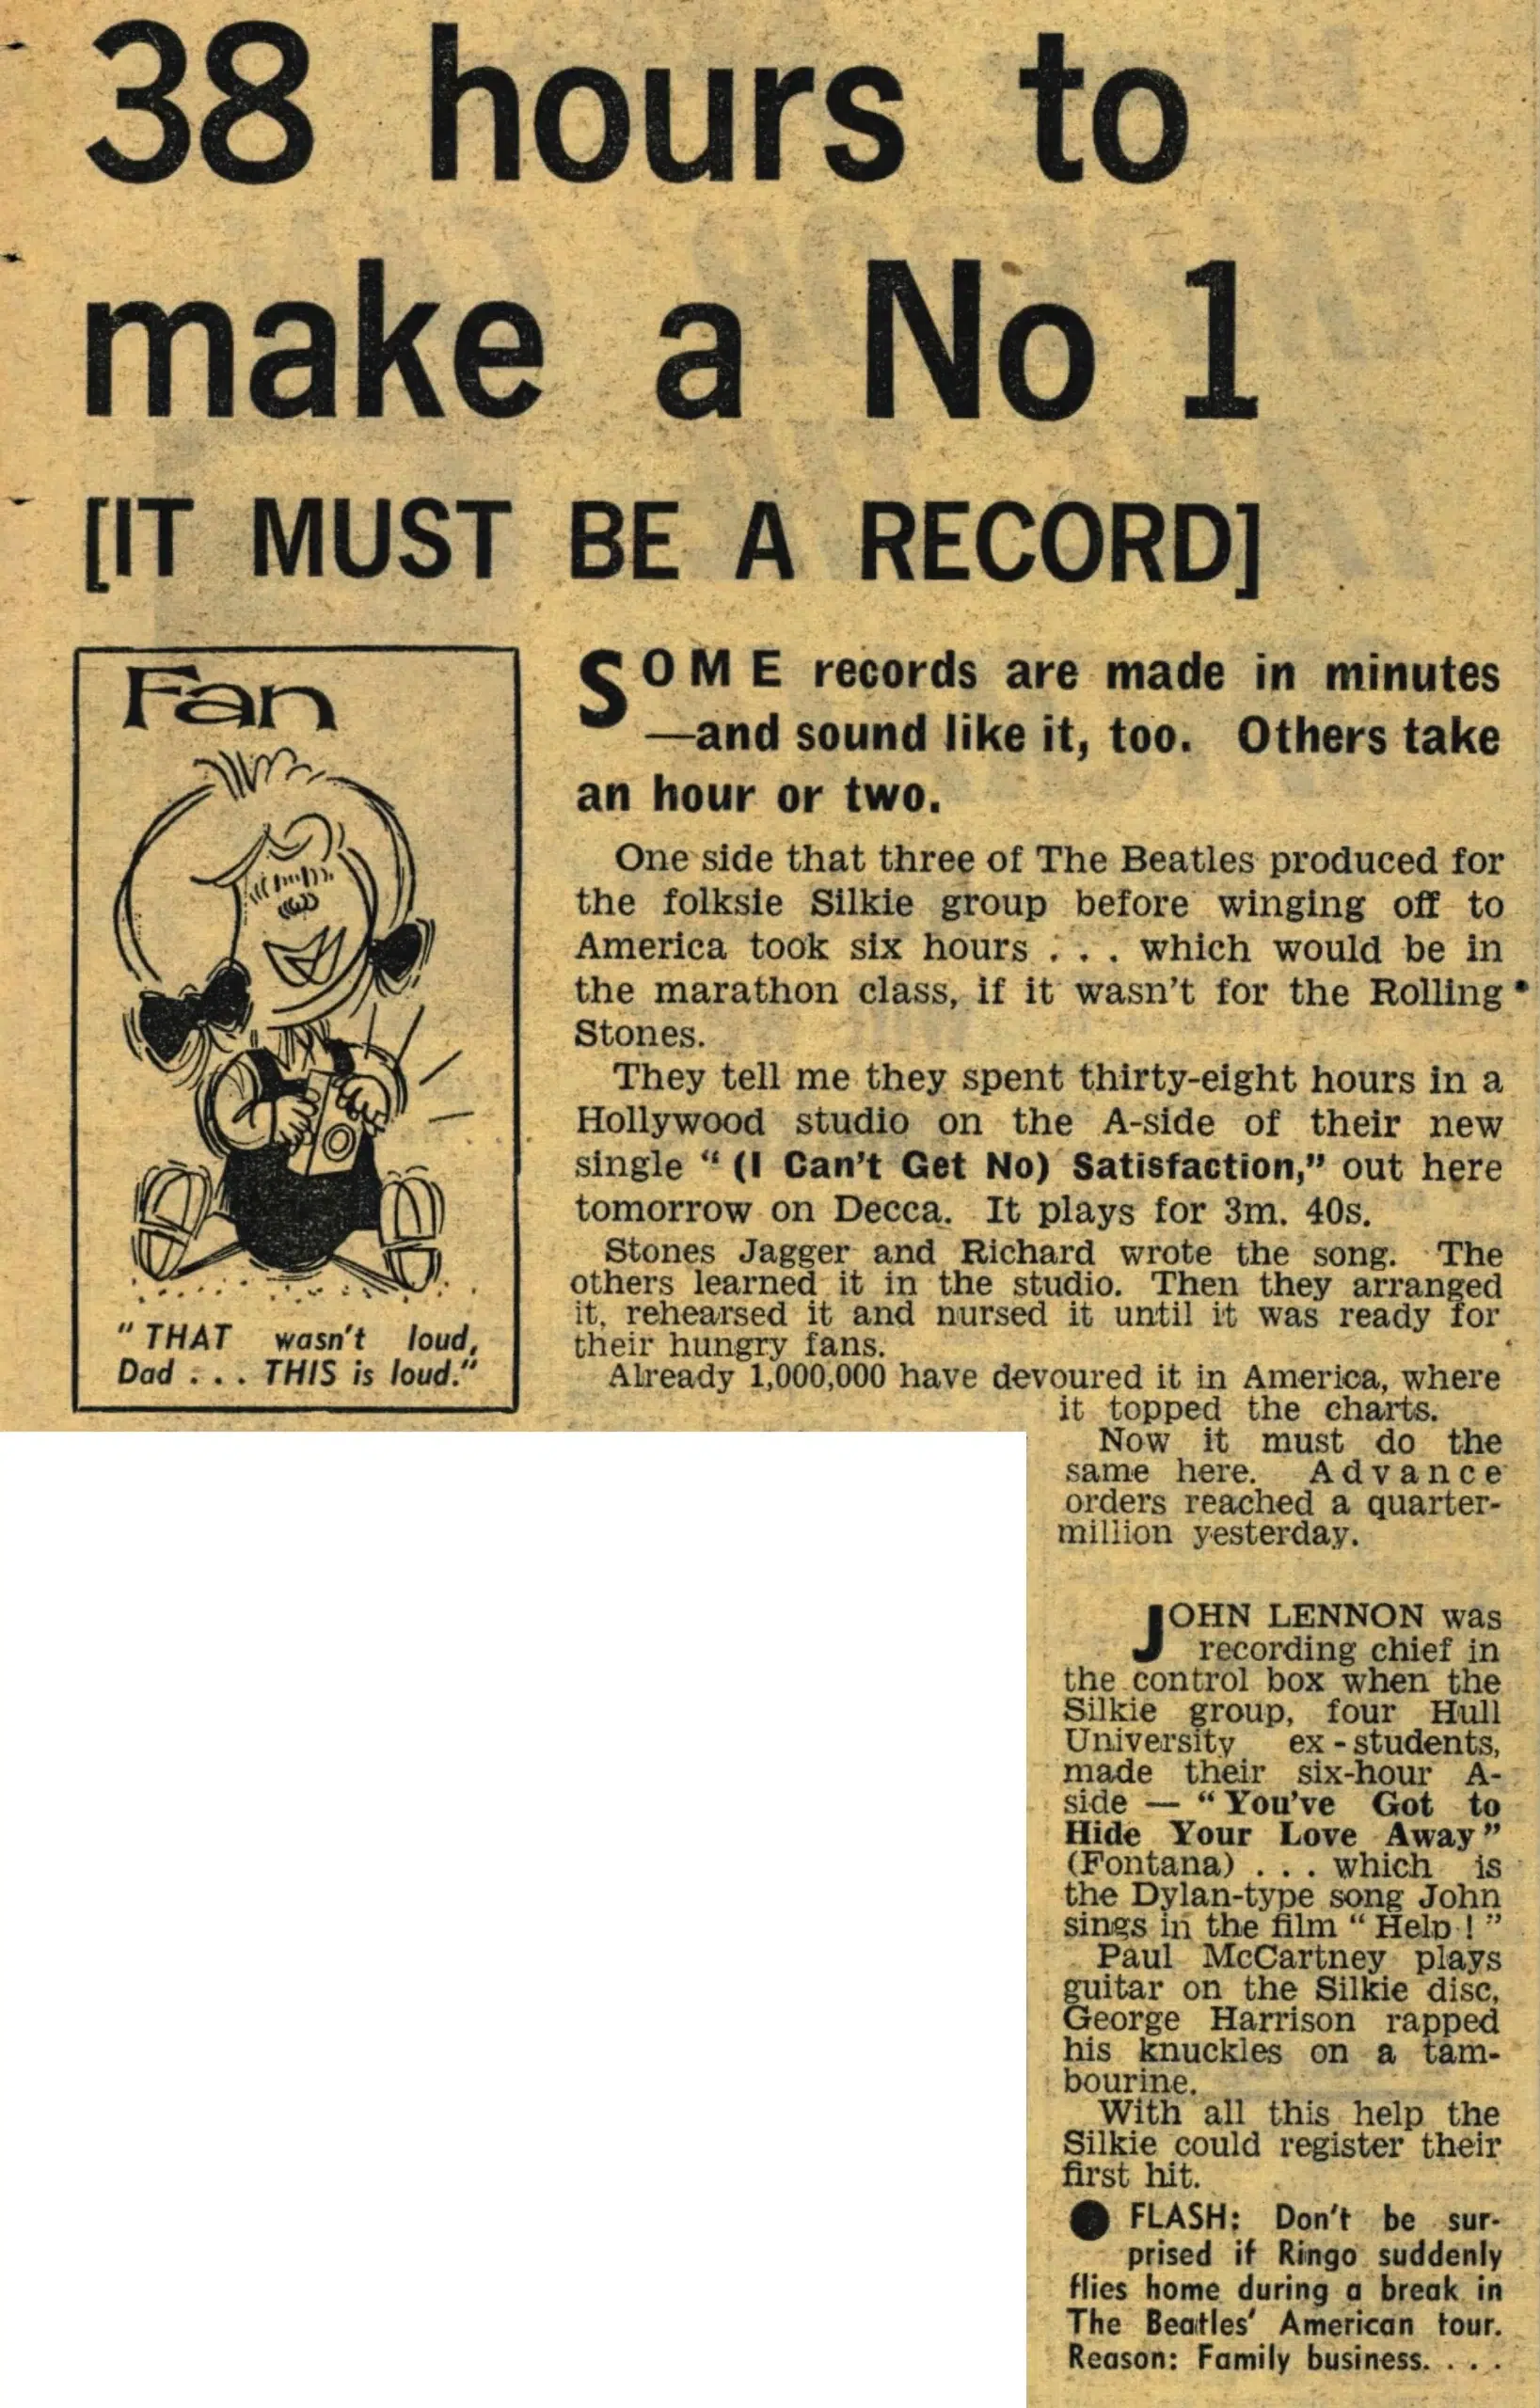 38 hours to
make a No 1
[IT MUST BE A RECORD]
Fan
"THAT wasn't loud,
Dad . . . THIS is loud."
SOME records are made in minutes
—and sound like it, too. Others take
an hour or two.
One side that three of The Beatles produced for
the folksie Silkie group before winging off to
America took six hours . . . which would be in
the marathon class, if it wasn't for the Rolling
Stones.
They tell me they spent thirty-eight hours in a
Hollywood studio on the A-side of their new
single " (I Can't Get No) Satisfaction," out here
tomorrow on Decca. It plays for 3m. 40s.
Stones Jagger and Richard wrote the song. The
others learned it in the studio. Then they arranged
it, rehearsed it and nursed it until it was ready for
their hungry fans.
Already 1,000,000 have devoured it in America, where
it topped the charts.
Now it must do the
same here. Advance
orders reached a quarter-
million yesterday.
JOHN LENNON was
recording chief in
the control box when the
Silkie group, four Hull
University ex-students,
made their six-hour A-
side — "You've Got to
Hide Your Love Away"
(Fontana) . . . which is
the Dylan-type song John
sings in the film " Help ! "
Paul McCartney plays
guitar on the Silkie disc,
George Harrison rapped
his knuckles on a tam-
bourine.
With all this help the
Silkie could register their
first hit.
● FLASH: Don't be sur-
prised if Ringo suddenly
flies home during a break in
The Beatles' American tour.
Reason: Family business. . . .